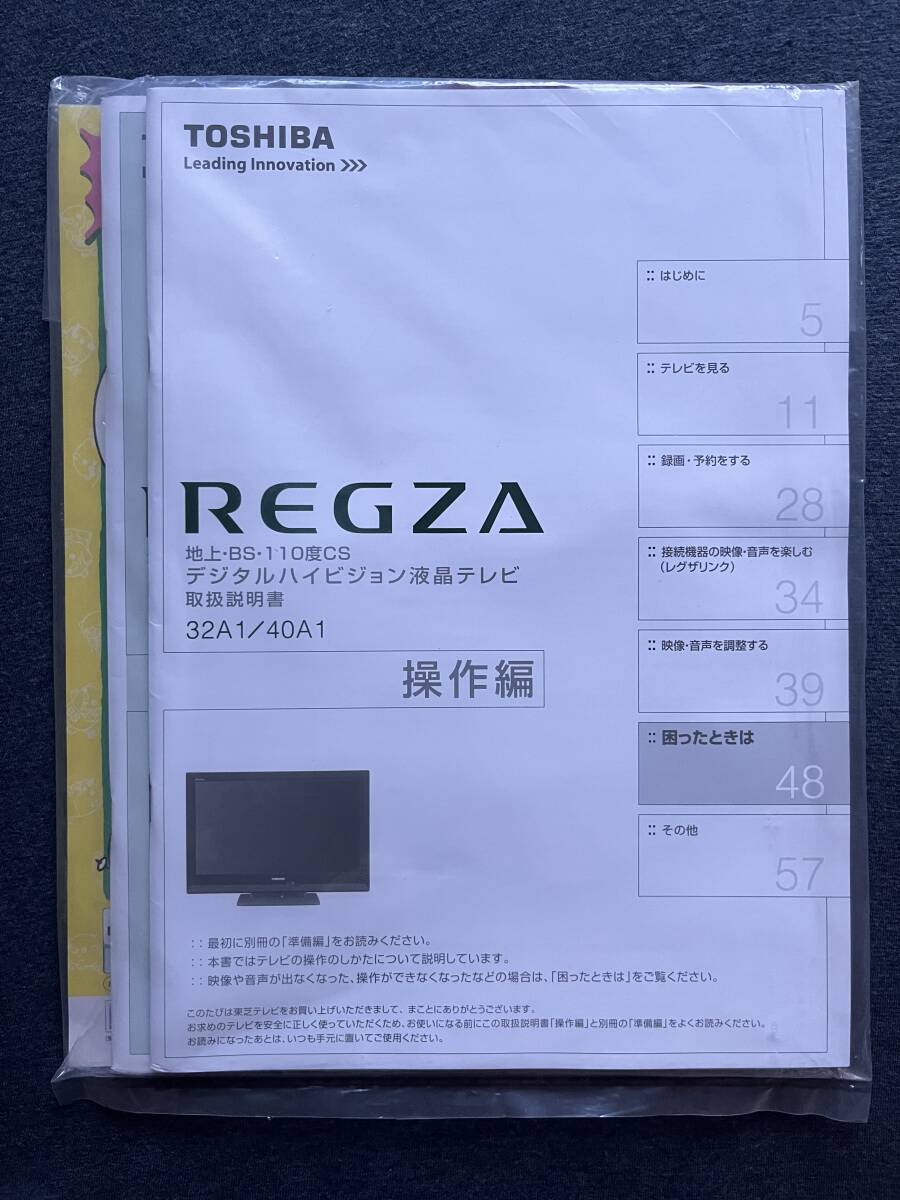 TOSHIBA
Leading Innovation >>>
:: はじめに
5
:: テレビを見る
11
:: 録画・予約をする
28
:: 接続機器の映像・音声を楽しむ
(レグザリンク)
34
:: 映像・音声を調整する
39
:: 困ったときは
48
:: その他
57
REGZA
地上・BS・110度CS
デジタルハイビジョン液晶テレビ
取扱説明書
32A1/40A1
操作編
TOSHIBA
:: 最初に別冊の「準備編」をお読みください。
:: 本書ではテレビの操作のしかたについて説明しています。
:: 映像や音声が出なくなった、操作ができなくなったなどの場合は、「困ったときは」をご覧ください。
このたびは東芝テレビをお買い上げいただきまして、まことにありがとうございます。
お求めのテレビを安全に正しく使っていただくため、お使いになる前にこの取扱説明書「操作編」と別冊の「準備編」をよくお読みください。
お読みになったあとは、いつも手元に置いてご使用ください。